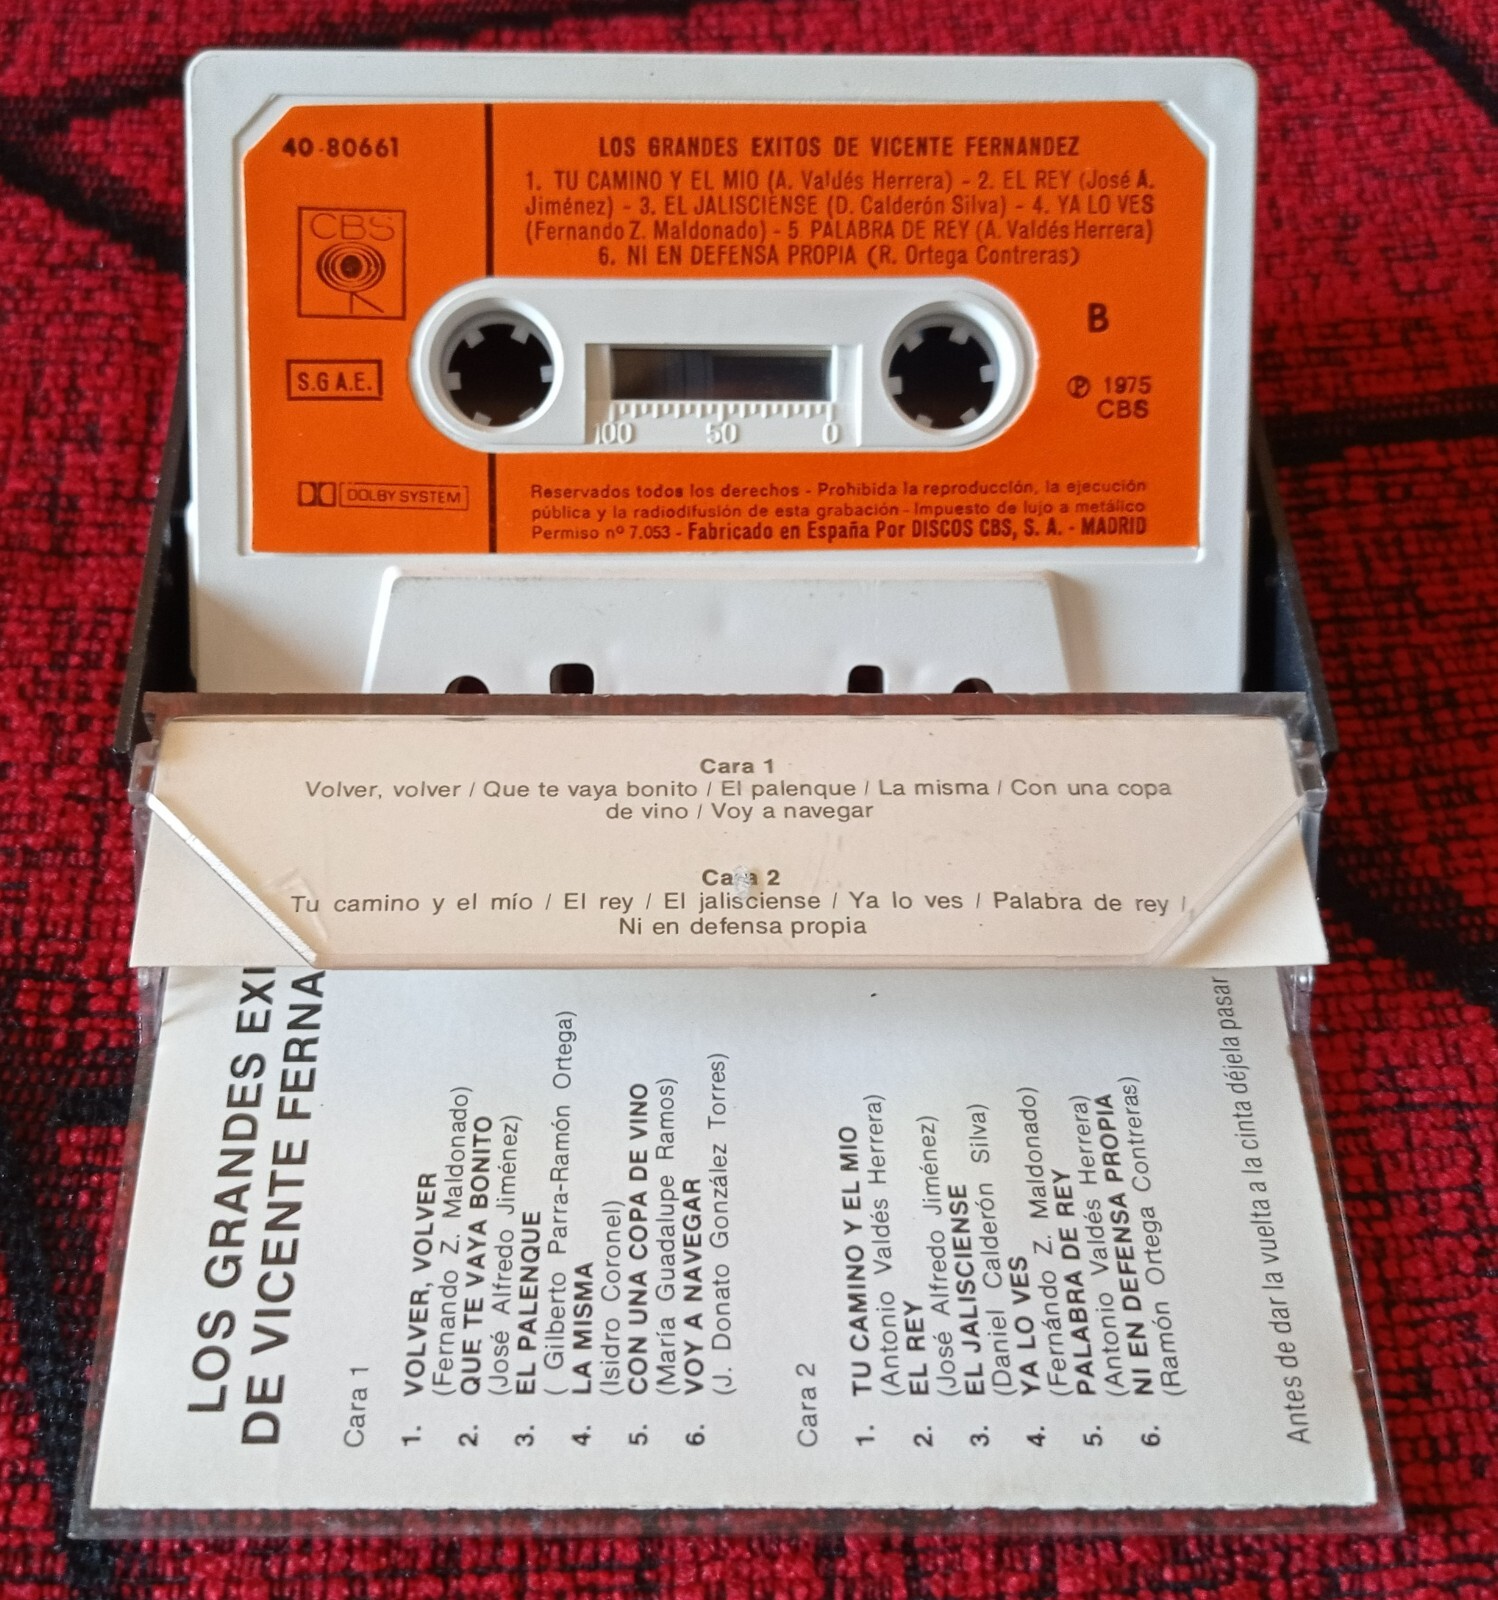 40-80661
CBS
S.G A.E.
DOLBY SYSTEM
LOS GRANDES EXITOS DE VICENTE FERNANDEZ
1. TU CAMINO Y EL MIO (A. Valdés Herrera) - 2. EL REY (José A.
Jiménez) - 3. EL JALISCIENSE (D. Calderón Silva) - 4. YA LO VES
(Fernando Z. Maldonado) - 5 PALABRA DE REY (A. Valdés Herrera)
6. NI EN DEFENSA PROPIA (R. Ortega Contreras)
B
℗ 1975
CBS
100 50 0
Reservados todos los derechos - Prohibida la reproducción, la ejecución
pública y la radiodifusión de esta grabación - Impuesto de lujo a metálico
Permiso nº 7.053 - Fabricado en España Por DISCOS CBS, S. A. - MADRID
Cara 1
Volver, volver / Que te vaya bonito / El palenque / La misma / Con una copa
de vino / Voy a navegar
Cara 2
Tu camino y el mío / El rey / El jalisciense / Ya lo ves / Palabra de rey /
Ni en defensa propia
LOS GRANDES EXI
DE VICENTE FERNA
Cara 1
1. VOLVER, VOLVER
(Fernando Z. Maldonado)
2. QUE TE VAYA BONITO
(José Alfredo Jiménez)
3. EL PALENQUE
( Gilberto Parra-Ramón Ortega)
4. LA MISMA
(Isidro Coronel)
5. CON UNA COPA DE VINO
(María Guadalupe Ramos)
6. VOY A NAVEGAR
(J. Donato González Torres)
Cara 2
1. TU CAMINO Y EL MIO
(Antonio Valdés Herrera)
2. EL REY
(José Alfredo Jiménez)
3. EL JALISCIENSE
(Daniel Calderón Silva)
4. YA LO VES
(Fernándo Z. Maldonado)
5. PALABRA DE REY
(Antonio Valdés Herrera)
6. NI EN DEFENSA PROPIA
(Ramón Ortega Contreras)
Antes de dar la vuelta a la cinta déjela pasar